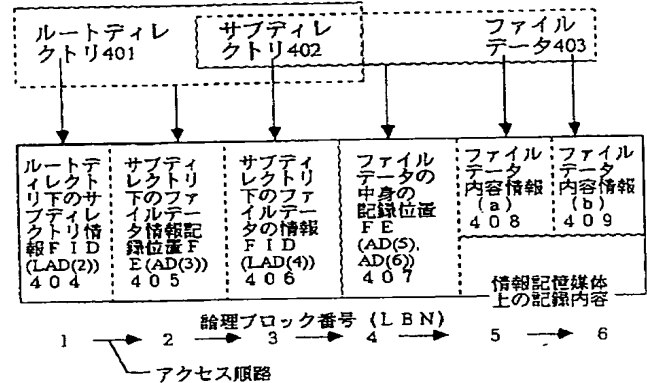 ルートディレ
クトリ401
サブディレ
クトリ402
ファイル
データ403
ルートデ
ィレクト
リ下のサ
ブディレ
クトリ情
報FID
(LAD(2))
404
サブディ
レクトリ
下のファ
イルデー
タ情報記
録位置F
E(AD(3))
405
サブディ
レクトリ
下のファ
イルデー
タの情報
FID
(LAD(4))
406
ファイル
データの
中身の
記録位置
FE
(AD(5),
AD(6))
407
ファイル
データ
内容情報
(a)
408
ファイル
データ
内容情報
(b)
409
情報記憶媒体
上の記録内容
論理ブロック番号 (LBN)
1 2 3 4 5 6
アクセス順路